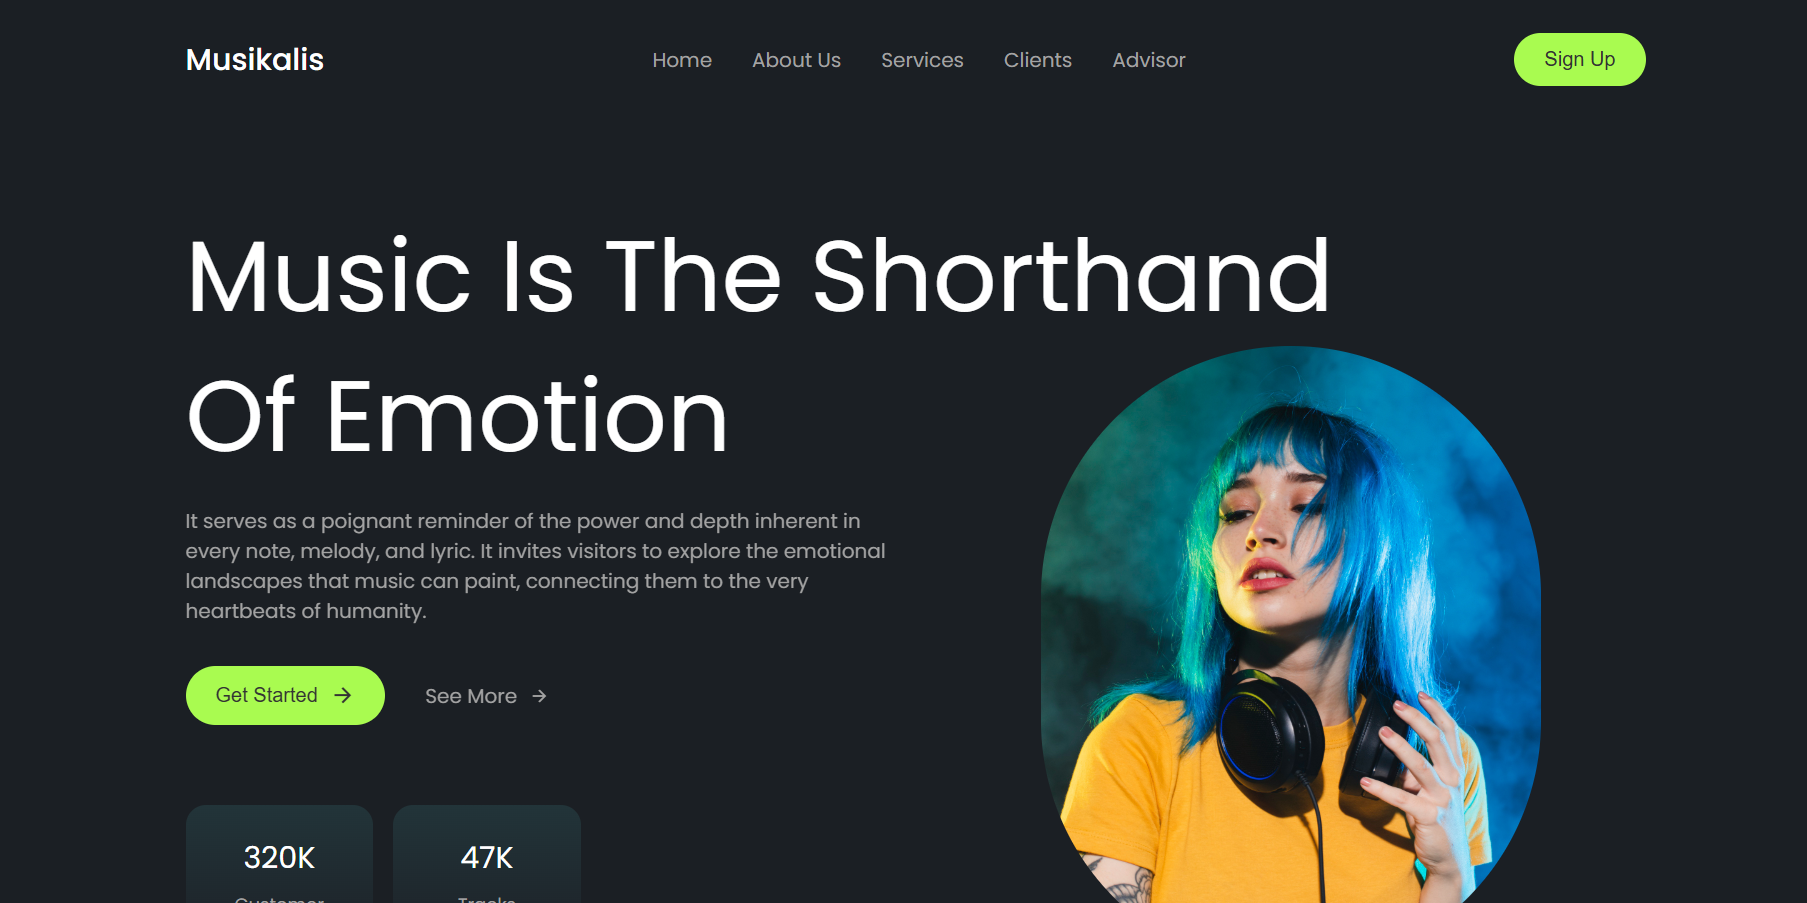 Musikalis
Home About Us Services Clients Advisor
Sign Up
Music Is The Shorthand
Of Emotion
It serves as a poignant reminder of the power and depth inherent in
every note, melody, and lyric. It invites visitors to explore the emotional
landscapes that music can paint, connecting them to the very
heartbeats of humanity.
Get Started
See More
320K
Customer
47K
Tracks